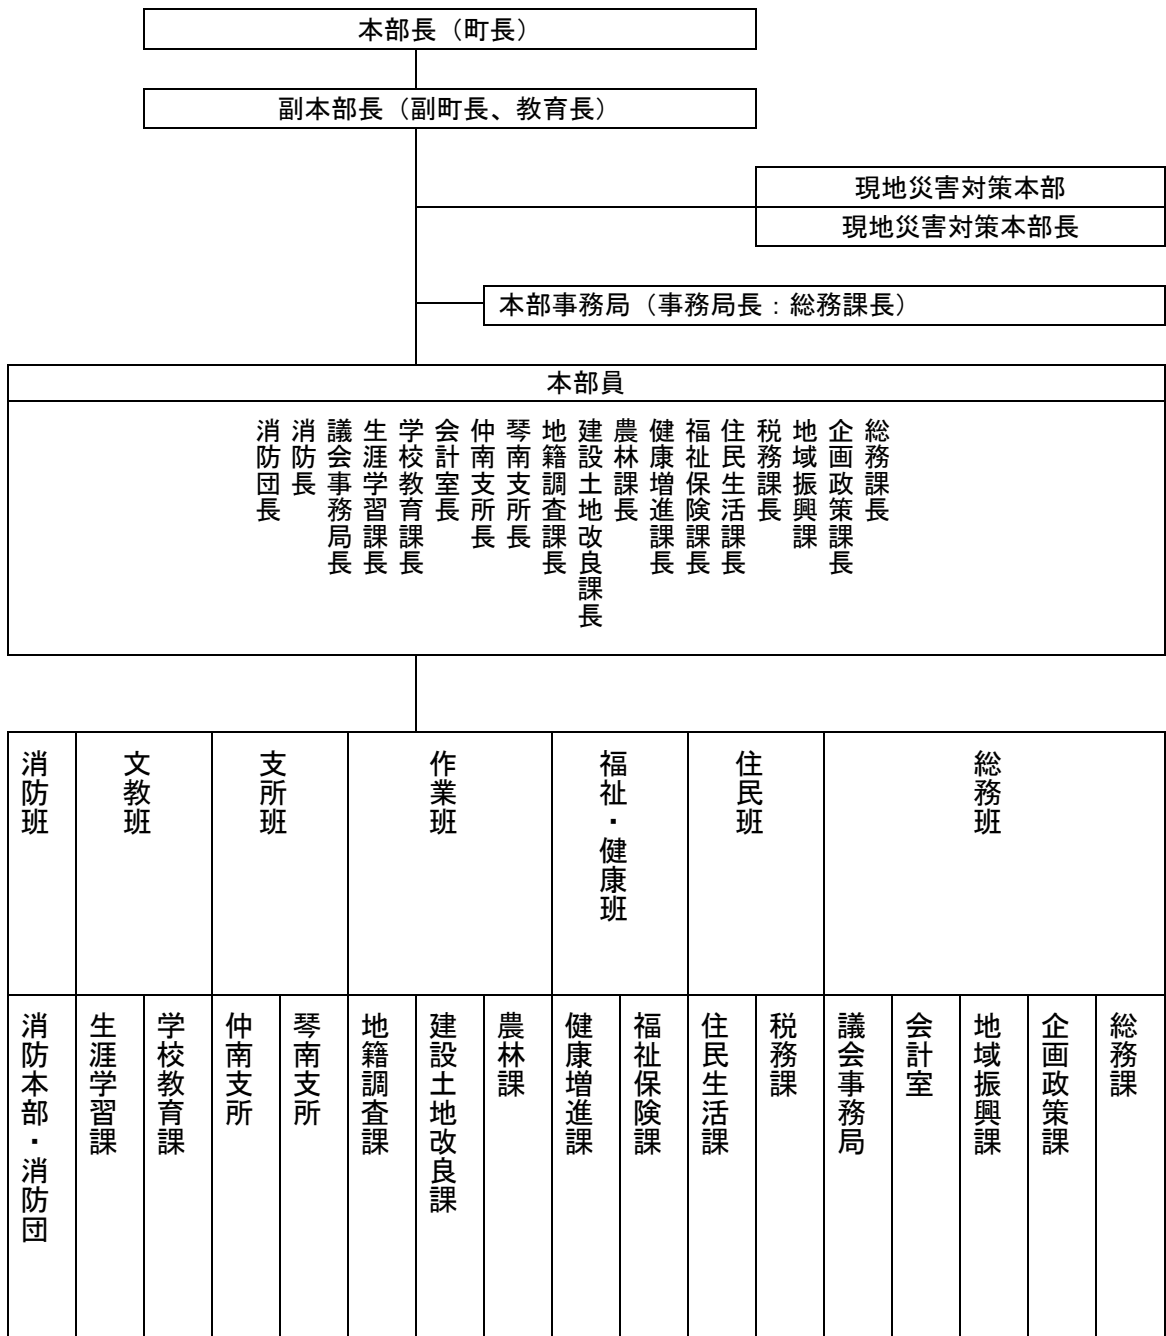 本部長（町長）
副本部長（副町長、教育長）
現地災害対策本部
現地災害対策本部長
本部事務局（事務局長：総務課長）
本部員
総務課長
企画政策課長
地域振興課
税務課長
住民生活課長
福祉保険課長
健康増進課長
農林課長
建設土地改良課長
地籍調査課長
琴南支所長
仲南支所長
会計室長
学校教育課長
生涯学習課長
議会事務局長
消防長
消防団長
総務班
住民班
福祉・健康班
作業班
支所班
文教班
消防班
総務課
企画政策課
地域振興課
会計室
議会事務局
税務課
住民生活課
福祉保険課
健康増進課
農林課
建設土地改良課
地籍調査課
琴南支所
仲南支所
学校教育課
生涯学習課
消防本部・消防団